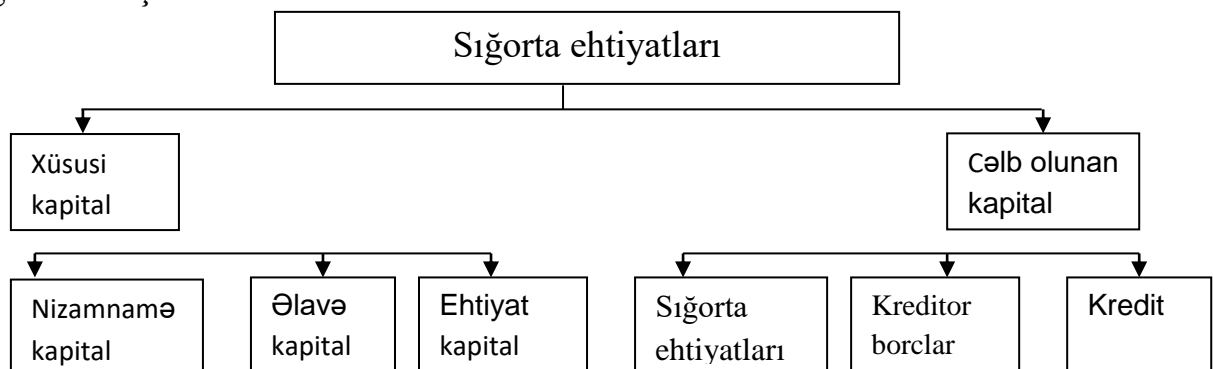 Sığorta ehtiyatları
Xüsusi
kapital
Cəlb olunan
kapital
Nizamnamə
kapital
Əlavə
kapital
Ehtiyat
kapital
Sığorta
ehtiyatları
Kreditor
borclar
Kredit